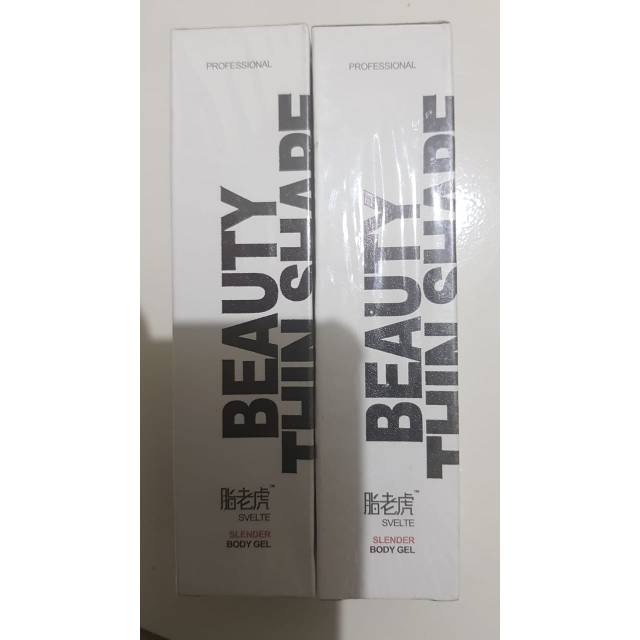 PROFESSIONAL
BEAUTY
THIN SHAPE
脂老虎™
SVELTE
SLENDER
BODY GEL
PROFESSIONAL
BEAUTY
THIN SHAPE
脂老虎™
SVELTE
SLENDER
BODY GEL